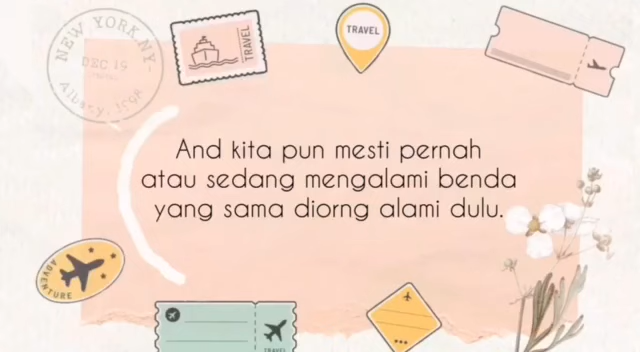 NEW YORK, NY-
DEC 19
Albany, 1998
TRAVEL
TRAVEL
And kita pun mesti pernah
atau sedang mengalami benda
yang sama diorng alami dulu.
ADVENTURE
TRAVEL